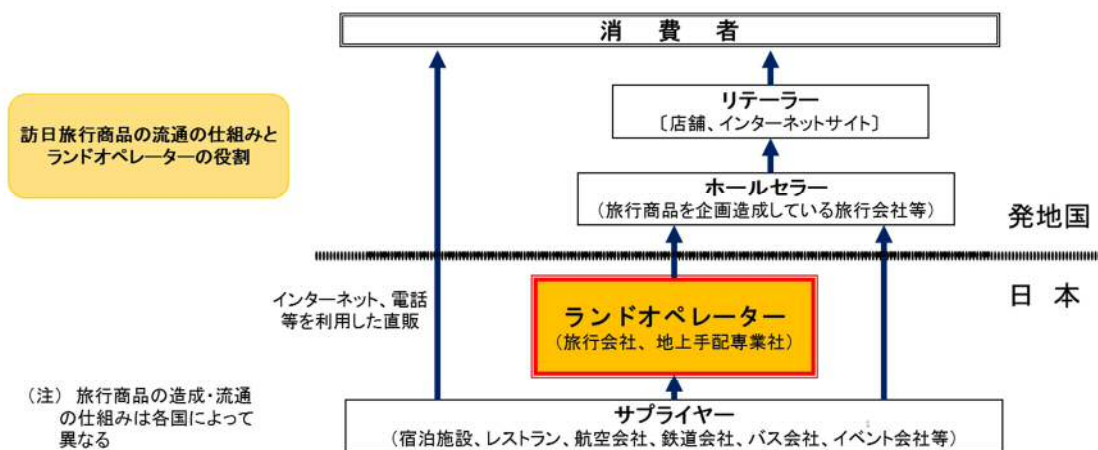 消 費 者
リテーラー
〔店舗、インターネットサイト〕
訪日旅行商品の流通の仕組みと
ランドオペレーターの役割
ホールセラー
(旅行商品を企画造成している旅行会社等)
発地国
日 本
インターネット、電話
等を利用した直販
ランドオペレーター
(旅行会社、地上手配専業社)
(注) 旅行商品の造成・流通
の仕組みは各国によって
異なる
サプライヤー
(宿泊施設、レストラン、航空会社、鉄道会社、バス会社、イベント会社等)